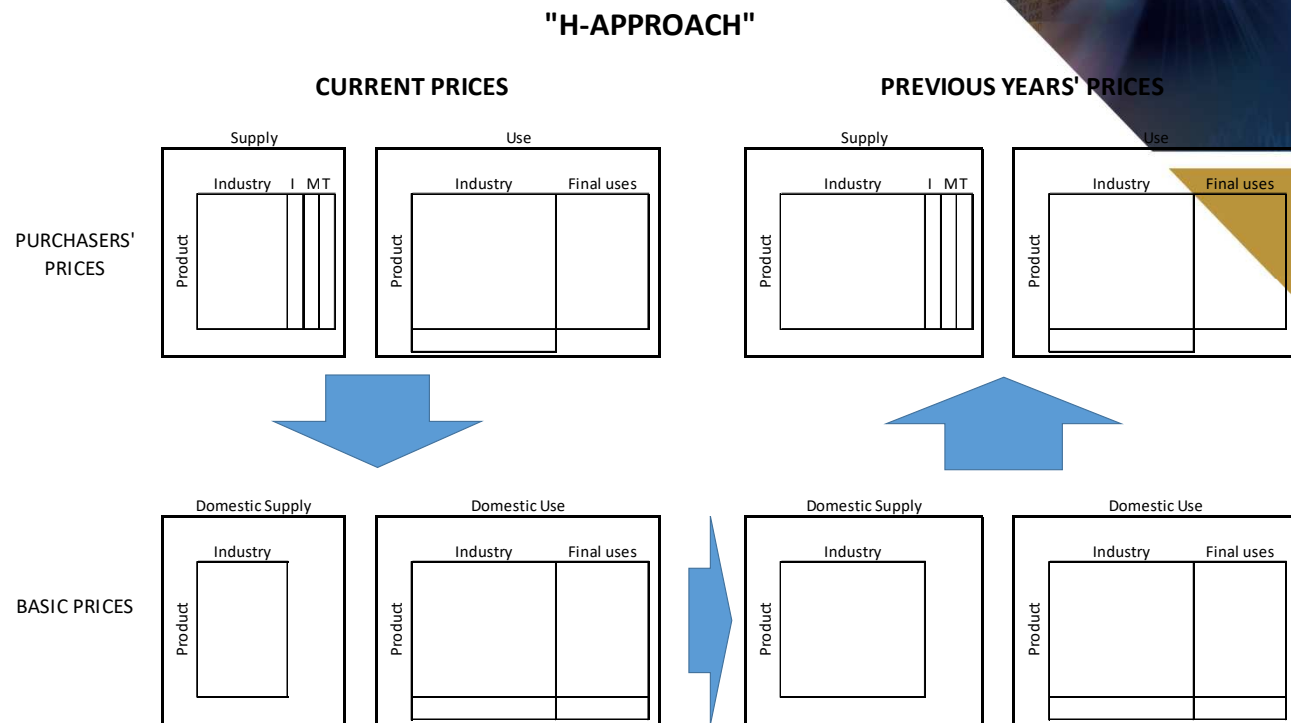 "H-APPROACH"
CURRENT PRICES
PREVIOUS YEARS' PRICES
Supply
Use
Supply
Use
Industry I M T
Industry Final uses
Industry I M T
Industry Final uses
PURCHASERS'
PRICES
Product
Product
Product
Product
Domestic Supply
Domestic Use
Domestic Supply
Domestic Use
Industry
Industry Final uses
Industry
Industry Final uses
BASIC PRICES
Product
Product
Product
Product